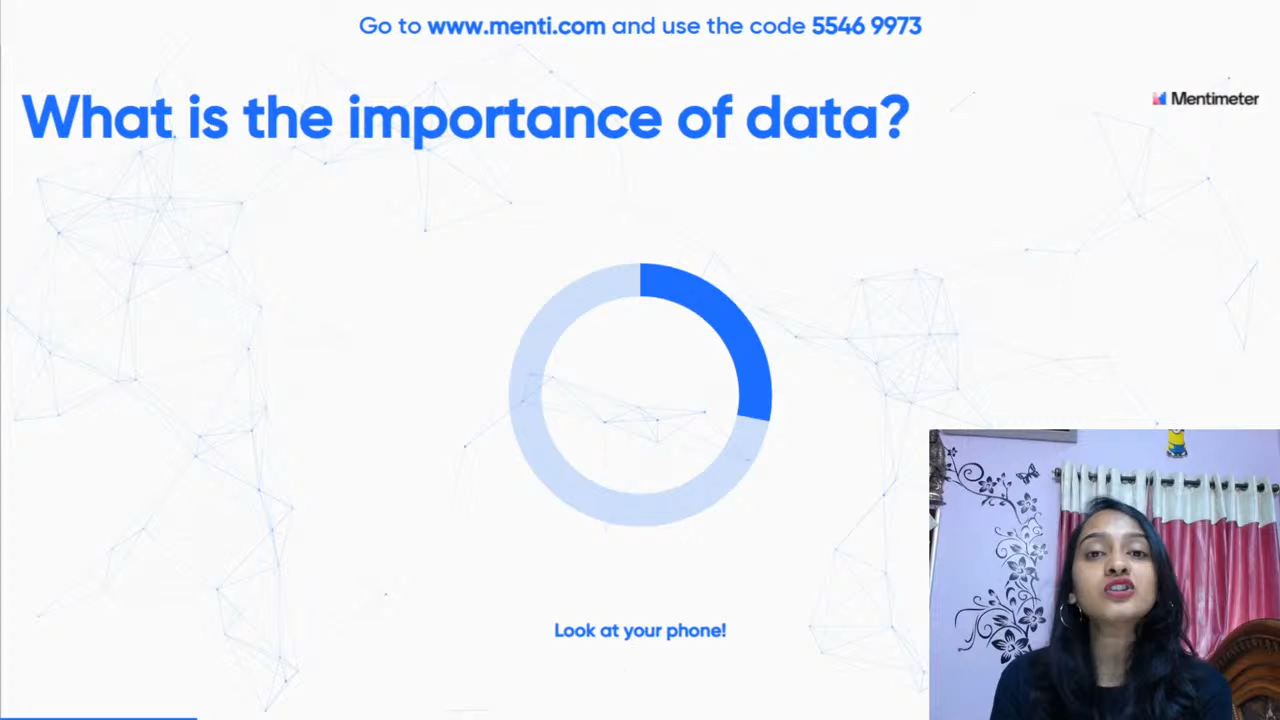 Go to www.menti.com and use the code 5546 9973
What is the importance of data?
Mentimeter
Look at your phone!